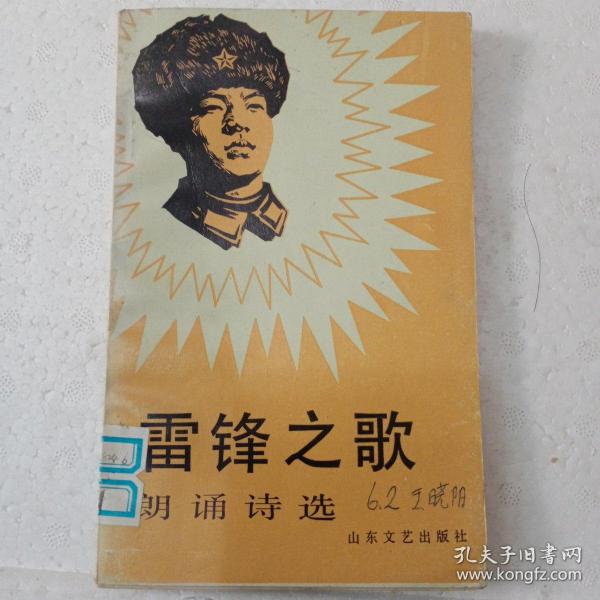 雷锋之歌
朗诵诗选
6.2 王晓阳
山东文艺出版社
孔夫子旧书网
www.kongfz.com